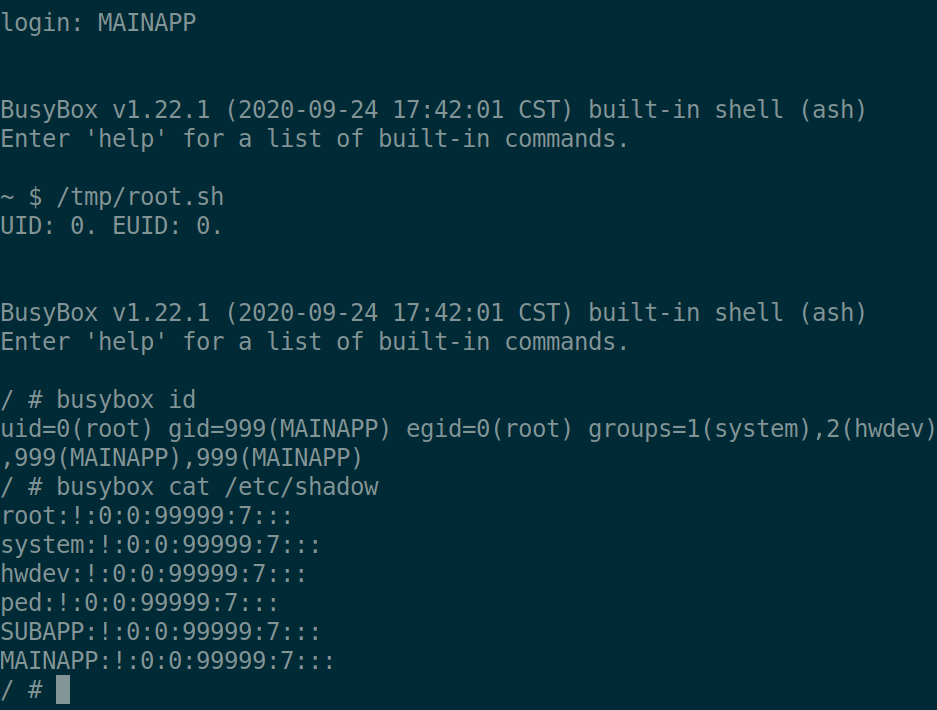 login: MAINAPP
BusyBox v1.22.1 (2020-09-24 17:42:01 CST) built-in shell (ash)
Enter 'help' for a list of built-in commands.
~ $ /tmp/root.sh
UID: 0. EUID: 0.
BusyBox v1.22.1 (2020-09-24 17:42:01 CST) built-in shell (ash)
Enter 'help' for a list of built-in commands.
/ # busybox id
uid=0(root) gid=999(MAINAPP) egid=0(root) groups=1(system),2(hwdev)
,999(MAINAPP),999(MAINAPP)
/ # busybox cat /etc/shadow
root:!:0:0:99999:7:::
system:!:0:0:99999:7:::
hwdev:!:0:0:99999:7:::
ped:!:0:0:99999:7:::
SUBAPP:!:0:0:99999:7:::
MAINAPP:!:0:0:99999:7:::
/ #